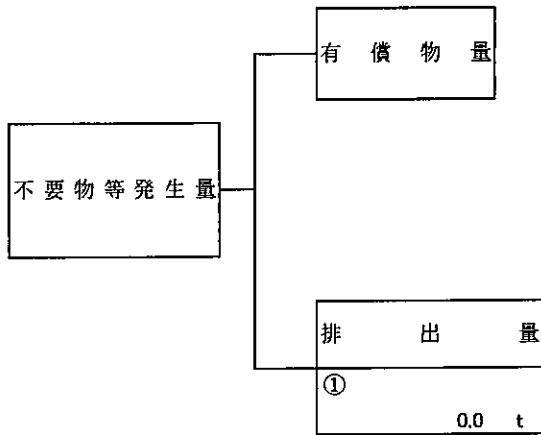 有償物量
不要物等発生量
排出量
①
0.0 t